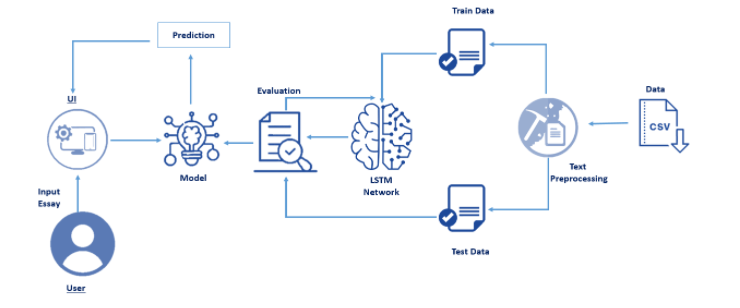 Train Data
Prediction
UI
Evaluation
Data
CSV
Model
LSTM
Network
Text
Preprocessing
Input
Essay
Test Data
User